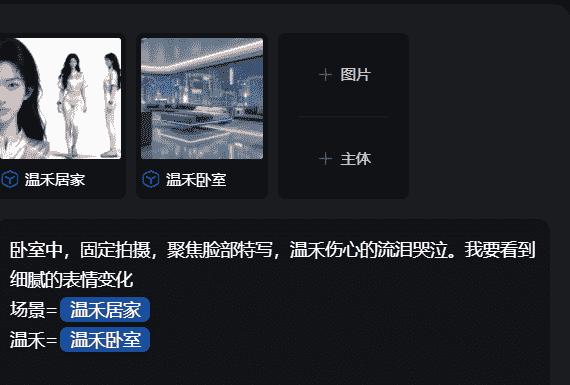 温禾居家
温禾卧室
+ 图片
+ 主体
卧室中，固定拍摄，聚焦脸部特写，温禾伤心的流泪哭泣。我要看到
细腻的表情变化
场景= 温禾居家
温禾= 温禾卧室